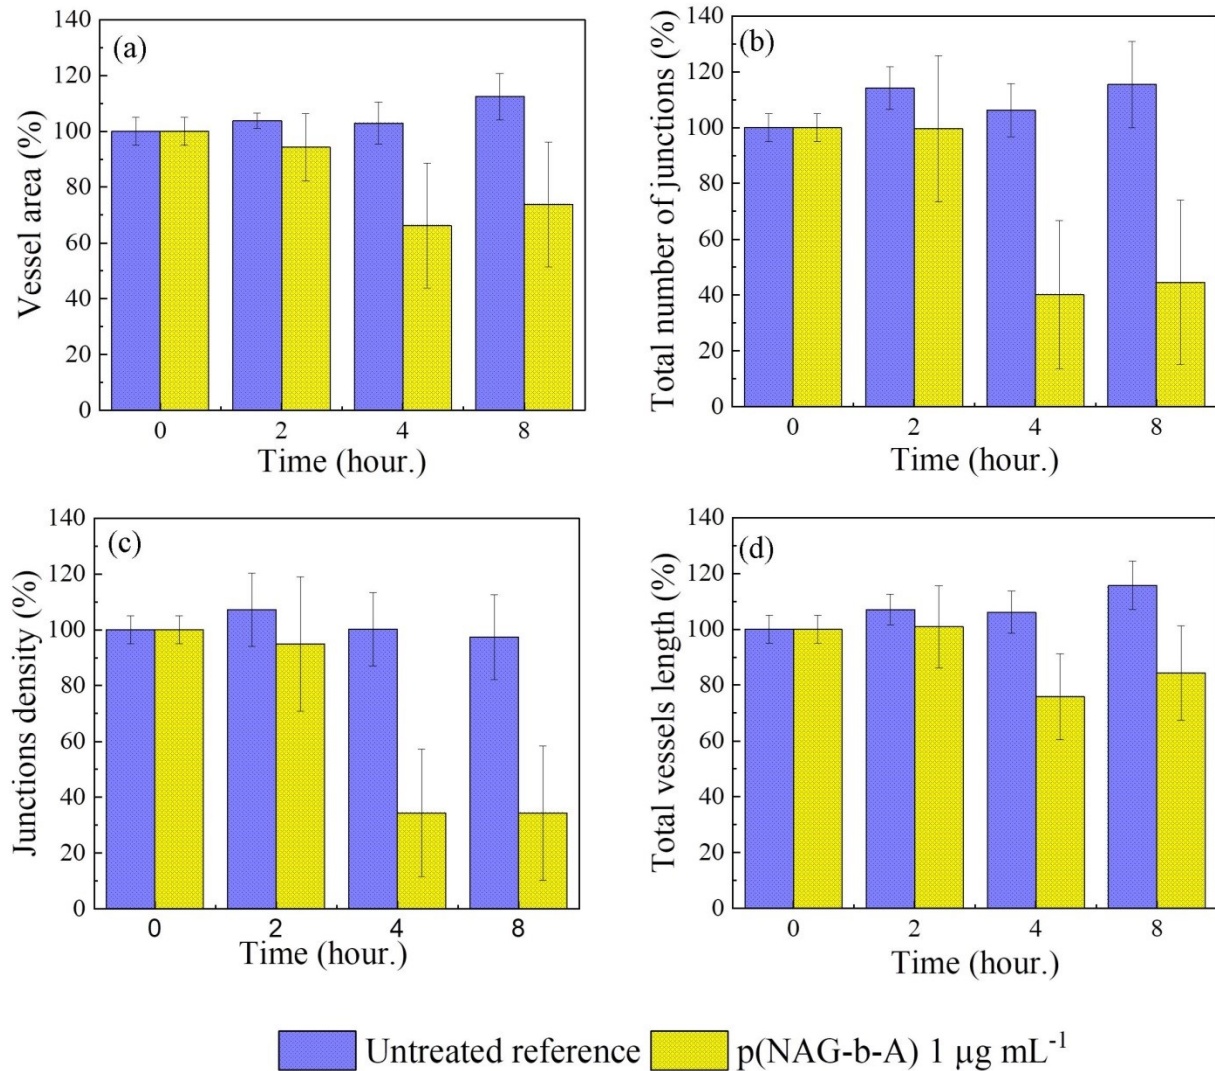 (a)
Vessel area (%)
140
120
100
80
60
40
20
0
0 2 4 8
Time (hour.)
(b)
Total number of junctions (%)
140
120
100
80
60
40
20
0
0 2 4 8
Time (hour.)
(c)
Junctions density (%)
140
120
100
80
60
40
20
0
0 2 4 8
Time (hour.)
(d)
Total vessels length (%)
140
120
100
80
60
40
20
0
0 2 4 8
Time (hour.)
Untreated reference p(NAG-b-A) 1 μg mL⁻¹